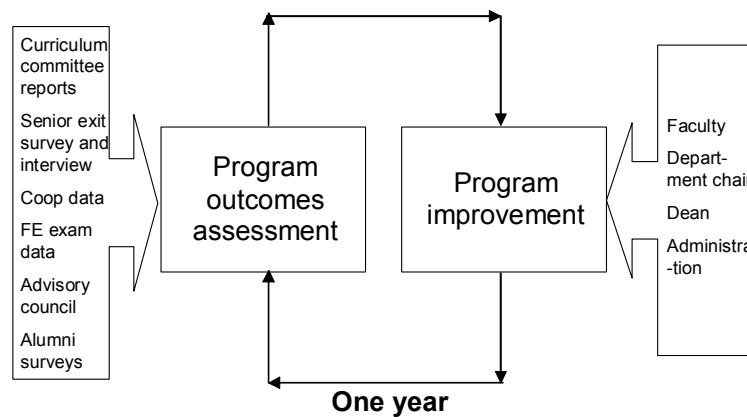 Curriculum
committee
reports
Senior exit
survey and
interview
Coop data
FE exam
data
Advisory
council
Alumni
surveys
Program
outcomes
assessment
Program
improvement
Faculty
Depart-
ment chair
Dean
Administra
-tion
One year